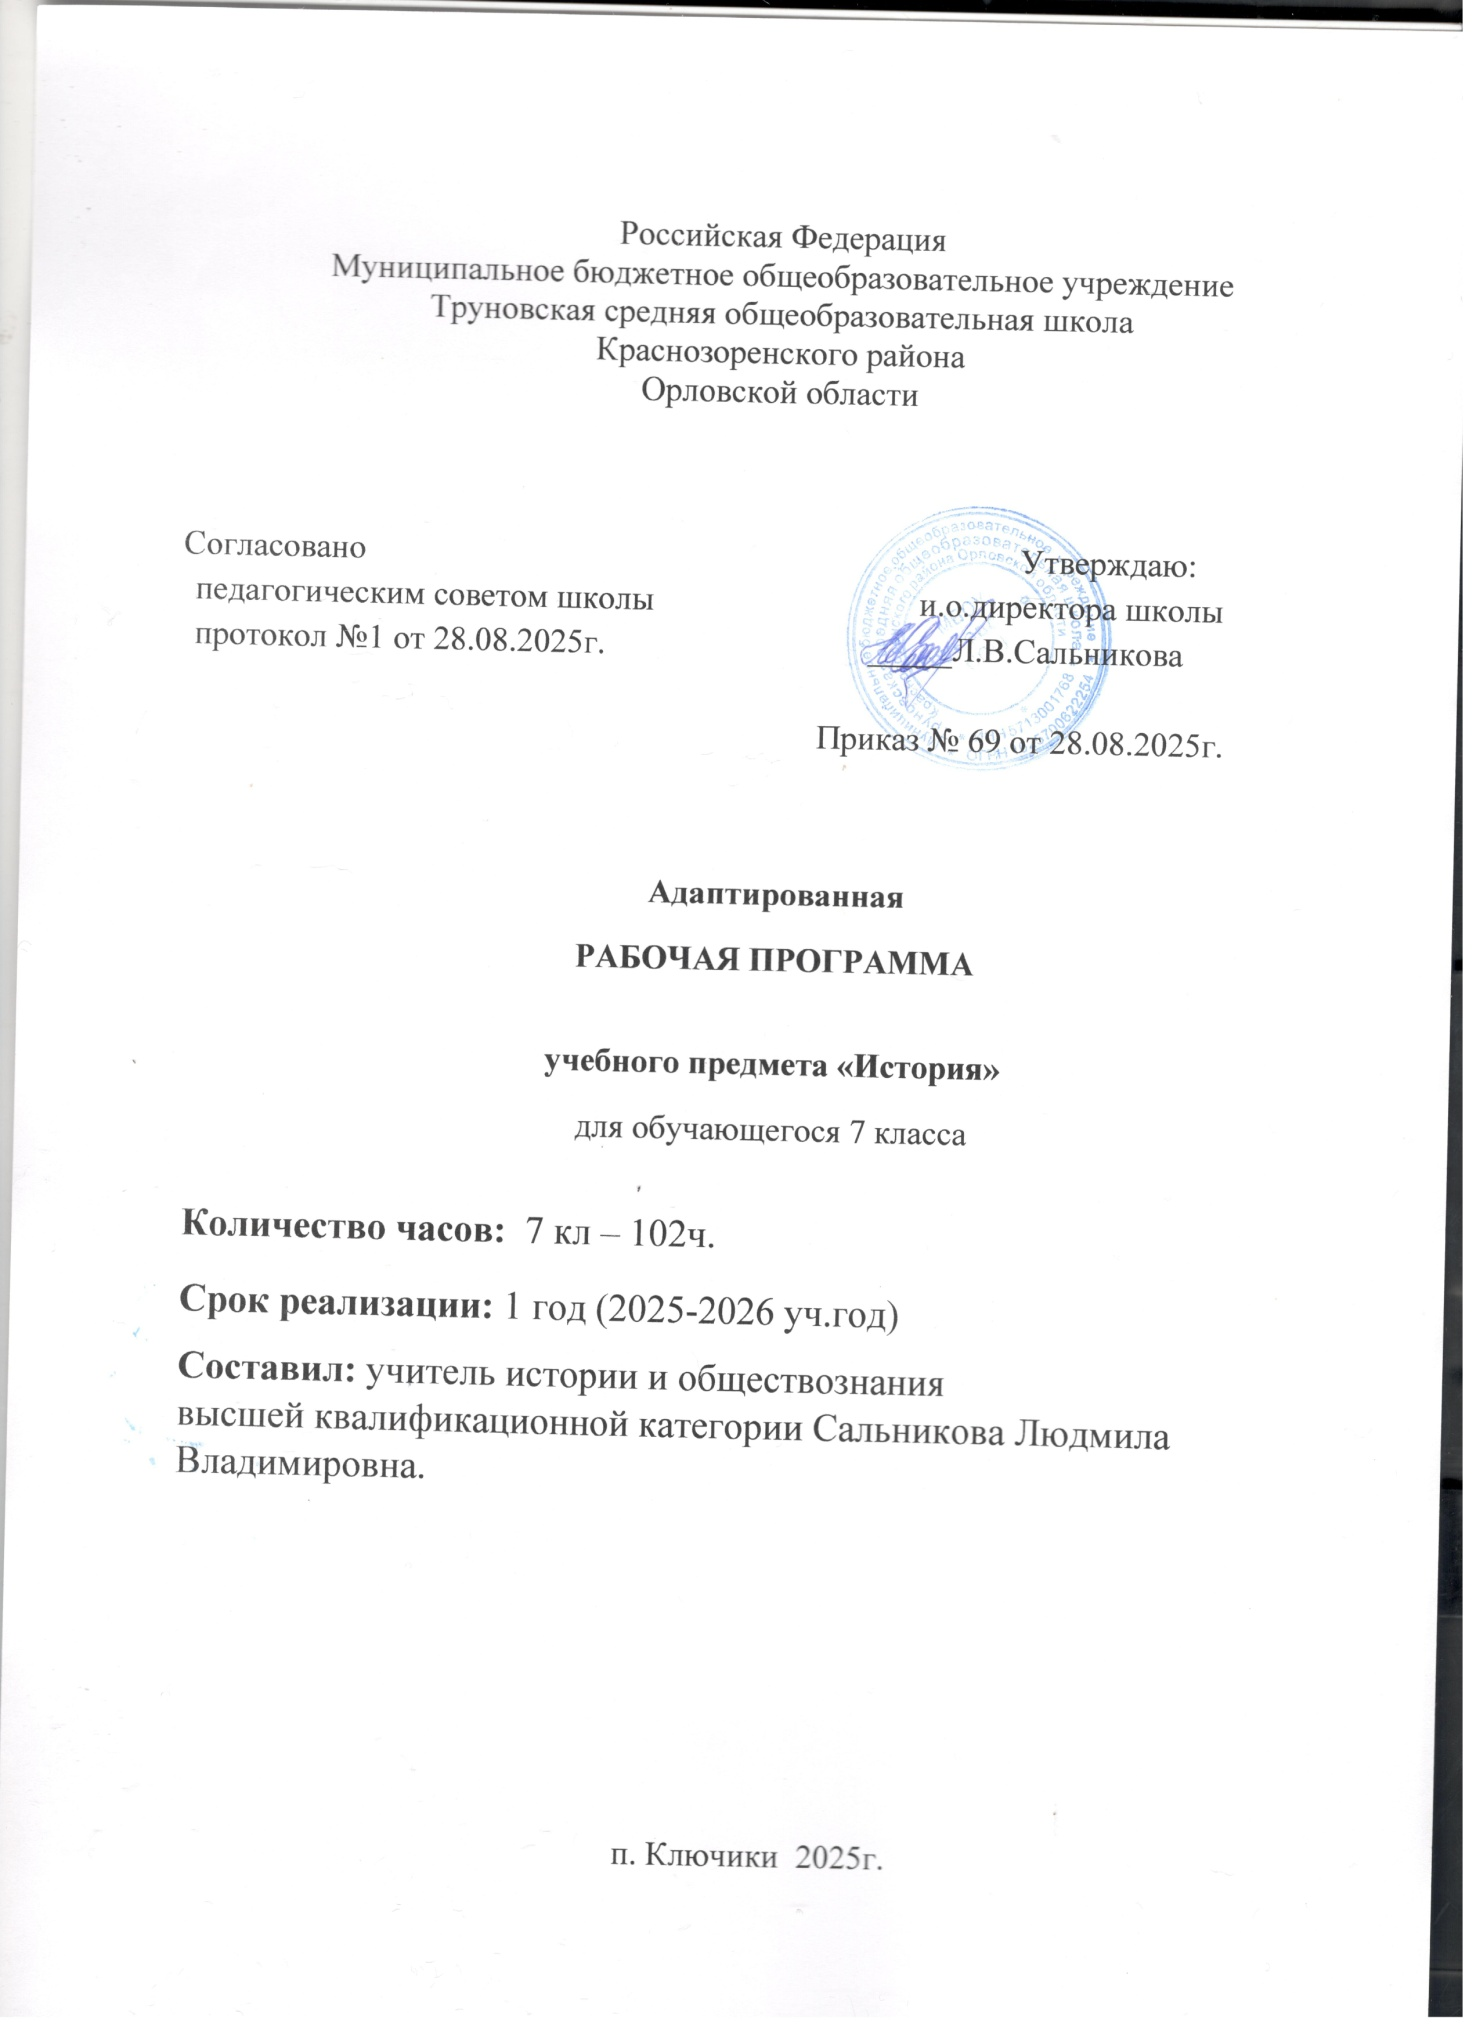 Российская Федерация
Муниципальное бюджетное общеобразовательное учреждение
Труновская средняя общеобразовательная школа
Краснозоренского района
Орловской области
Согласовано
педагогическим советом школы
протокол №1 от 28.08.2025г.
Утверждаю:
и.о.директора школы
______Л.В.Сальникова
Приказ № 69 от 28.08.2025г.
Адаптированная
РАБОЧАЯ ПРОГРАММА
учебного предмета «История»
для обучающегося 7 класса
Количество часов: 7 кл – 102ч.
Срок реализации: 1 год (2025-2026 уч.год)
Составил: учитель истории и обществознания
высшей квалификационной категории Сальникова Людмила
Владимировна.
п. Ключики 2025г.